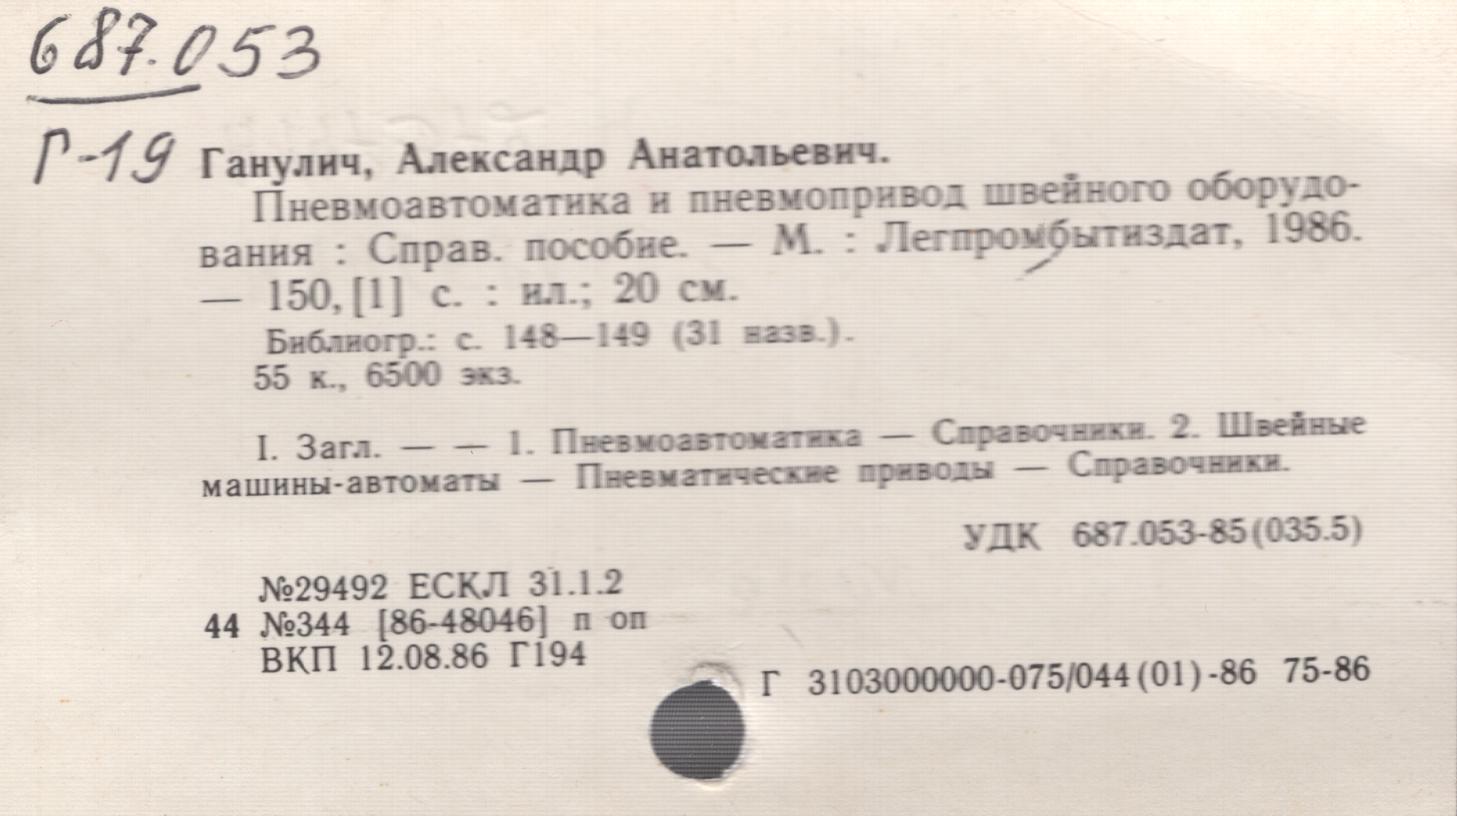 687.053
Г-19 Ганулич, Александр Анатольевич.
Пневмоавтоматика и пневмопривод швейного оборудо-
вания : Справ. пособие. — М. : Легпромбытиздат, 1986.
— 150, [1] с. : ил.; 20 см.
Библиогр.: с. 148—149 (31 назв.).
55 к., 6500 экз.
I. Загл. — — 1. Пневмоавтоматика — Справочники. 2. Швейные
машины-автоматы — Пневматические приводы — Справочники.
УДК 687.053-85(035.5)
№29492 ЕСКЛ 31.1.2
44 №344 [86-48046] п оп
ВКП 12.08.86 Г194
Г 3103000000-075/044(01)-86 75-86